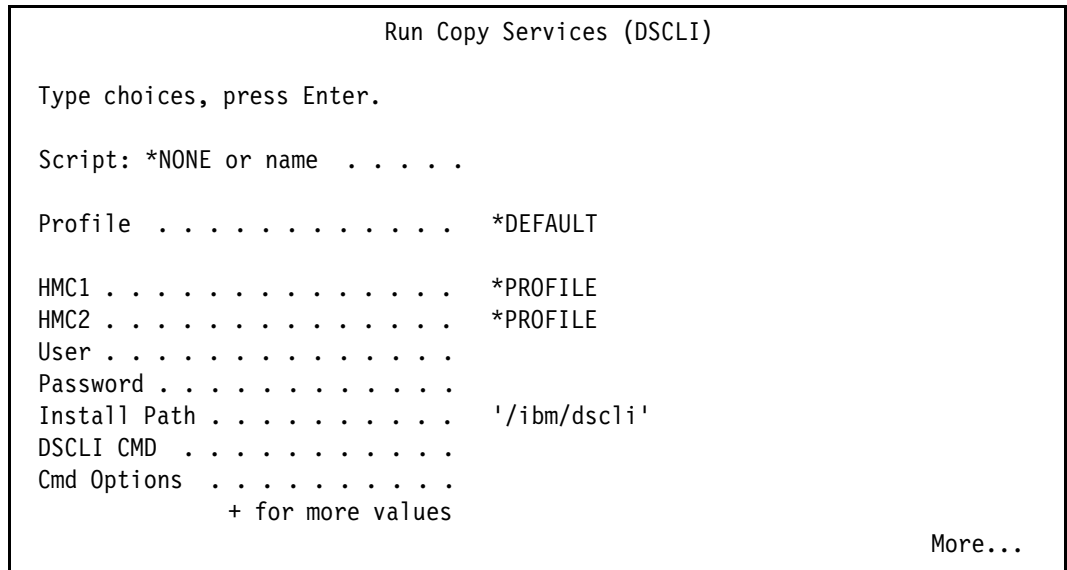 Run Copy Services (DSCLI)
Type choices, press Enter.
Script: *NONE or name . . . . .
Profile . . . . . . . . . . . . *DEFAULT
HMC1 . . . . . . . . . . . . . . *PROFILE
HMC2 . . . . . . . . . . . . . . *PROFILE
User . . . . . . . . . . . . . .
Password . . . . . . . . . . . .
Install Path . . . . . . . . . . '/ibm/dscli'
DSCLI CMD . . . . . . . . . . .
Cmd Options . . . . . . . . . .
+ for more values
More...